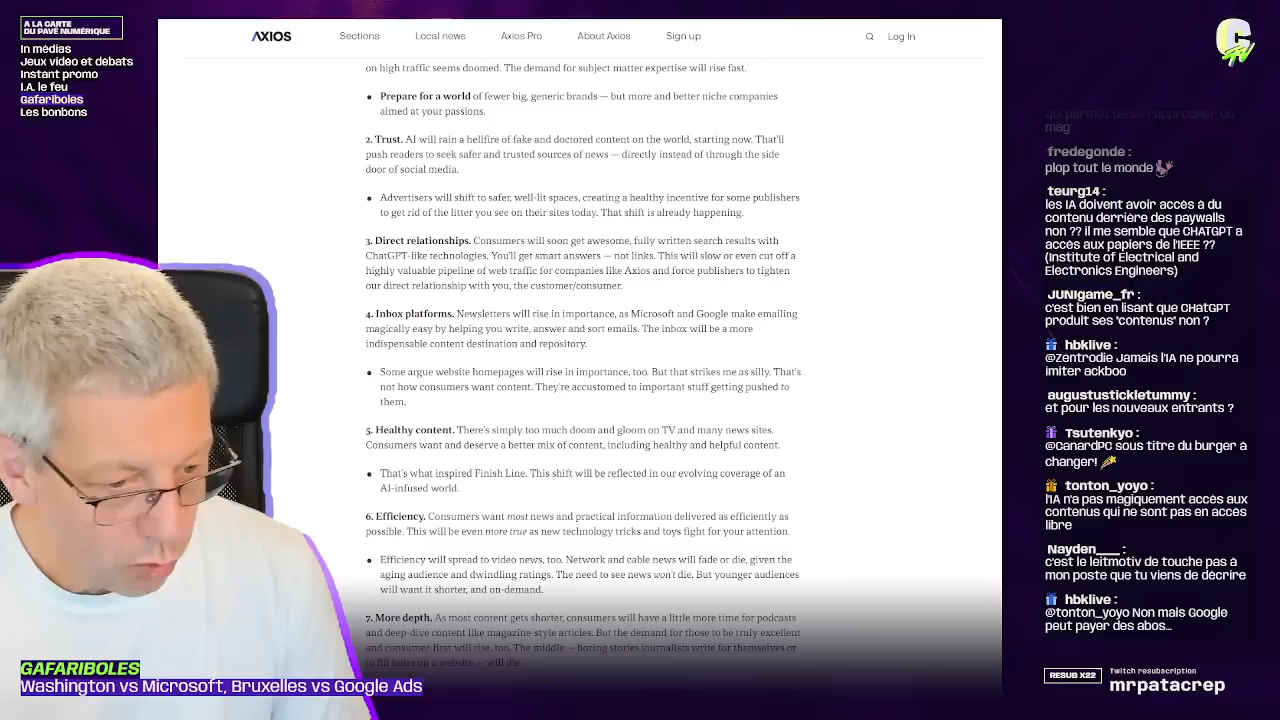 A LA CARTE
DU PAVÉ NUMÉRIQUE
In médias
Jeux vidéo et débats
Instant promo
I.A. le feu
Gafariboles
Les bonbons
AXIOS
Sections
Local news
Axios Pro
About Axios
Sign up
Log In
on high traffic seems doomed. The demand for subject matter expertise will rise fast.
• Prepare for a world of fewer big, generic brands — but more and better niche companies
aimed at your passions.
2. Trust. AI will rain a hellfire of fake and doctored content on the world, starting now. That'll
push readers to seek safer and trusted sources of news — directly instead of through the side
door of social media.
• Advertisers will shift to safer, well-lit spaces, creating a healthy incentive for some publishers
to get rid of the litter you see on their sites today. That shift is already happening.
3. Direct relationships. Consumers will soon get awesome, fully written search results with
ChatGPT-like technologies. You'll get smart answers — not links. This will slow or even cut off a
highly valuable pipeline of web traffic for companies like Axios and force publishers to tighten
our direct relationship with you, the customer/consumer.
4. Inbox platforms. Newsletters will rise in importance, as Microsoft and Google make emailing
magically easy by helping you write, answer and sort emails. The inbox will be a more
indispensable content destination and repository.
• Some argue website homepages will rise in importance, too. But that strikes me as silly. That's
not how consumers want content. They're accustomed to important stuff getting pushed to
them.
5. Healthy content. There's simply too much doom and gloom on TV and many news sites.
Consumers want and deserve a better mix of content, including healthy and helpful content.
• That's what inspired Finish Line. This shift will be reflected in our evolving coverage of an
AI-infused world.
6. Efficiency. Consumers want most news and practical information delivered as efficiently as
possible. This will be even more true as new technology tricks and toys fight for your attention.
• Efficiency will spread to video news, too. Network and cable news will fade or die, given the
aging audience and dwindling ratings. The need to see news won't die. But younger audiences
will want it shorter, and on-demand.
7. More depth. As most content gets shorter, consumers will have a little more time for podcasts
and deep-dive content like magazine-style articles. But the demand for those to be truly excellent
and consumer-first will rise, too. The middle — boring stories journalists write for themselves or
to fill holes on a website — will die.
GAFARIBOLES
Washington vs Microsoft, Bruxelles vs Google Ads
C
TV
qui permet de se rapprocher du
mag"
fredegonde :
plop tout le monde
teurg14 :
les IA doivent avoir accès à du
contenu derrière des paywalls
non ?? il me semble que CHATGPT a
accès aux papiers de l'IEEE ??
(Institute of Electrical and
Electronics Engineers)
JUNIgame_fr :
c'est bien en lisant que CHATGPT
produit ses "contenus" non ?
hbklive :
@Zentrodie Jamais l'IA ne pourra
imiter ackboo
augustustickletummy :
et pour les nouveaux entrants ?
Tsutenkyo :
@CanardPC sous titre du burger à
changer!
tonton_yoyo :
l'IA n'a pas magiquement accès aux
contenus qui ne sont pas en accès
libre
Nayden___ :
c'est le leitmotiv de touche pas à
mon poste que tu viens de décrire
hbklive :
@tonton_yoyo Non mais Google
peut payer des abos...
RESUB X22
Twitch resubscription
mrpatacrep